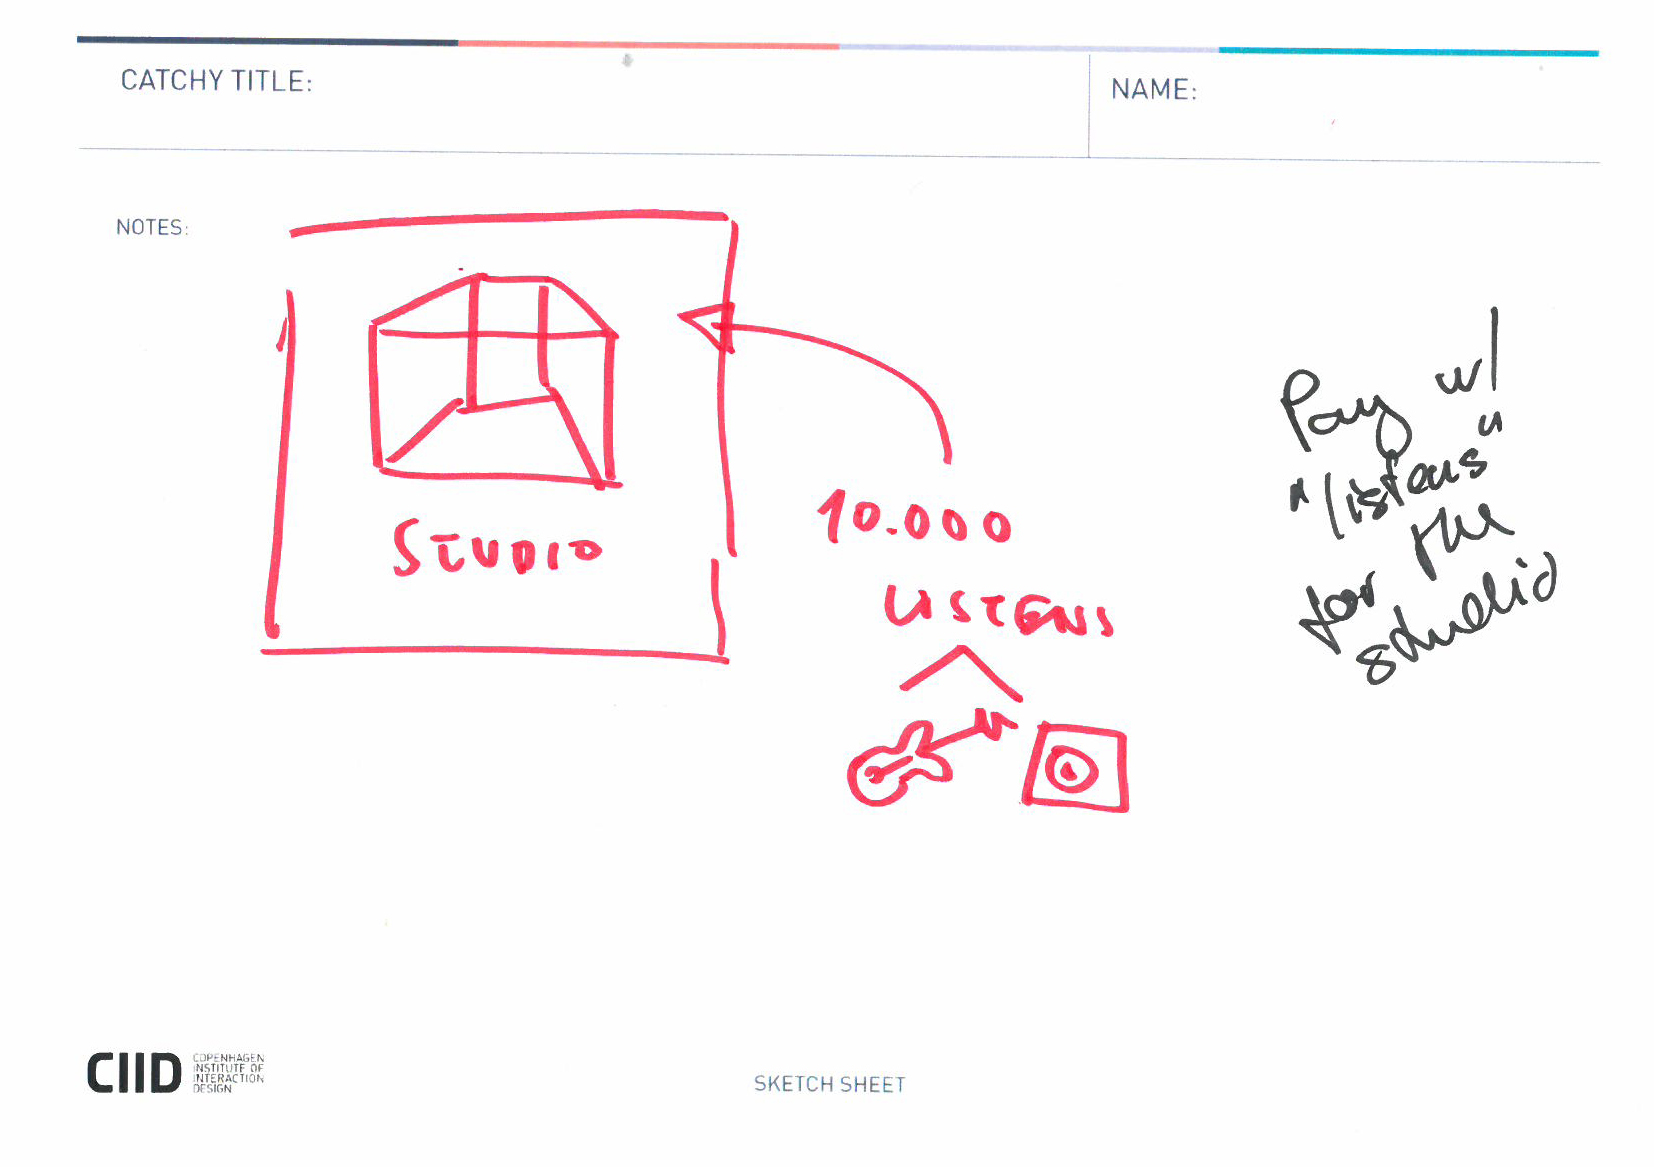 CATCHY TITLE:
NAME:
NOTES:
STUDIO
10.000
LISTENS
Pay w/
"listens"
for the
studio
CIID
COPENHAGEN
INSTITUTE OF
INTERACTION
DESIGN
SKETCH SHEET